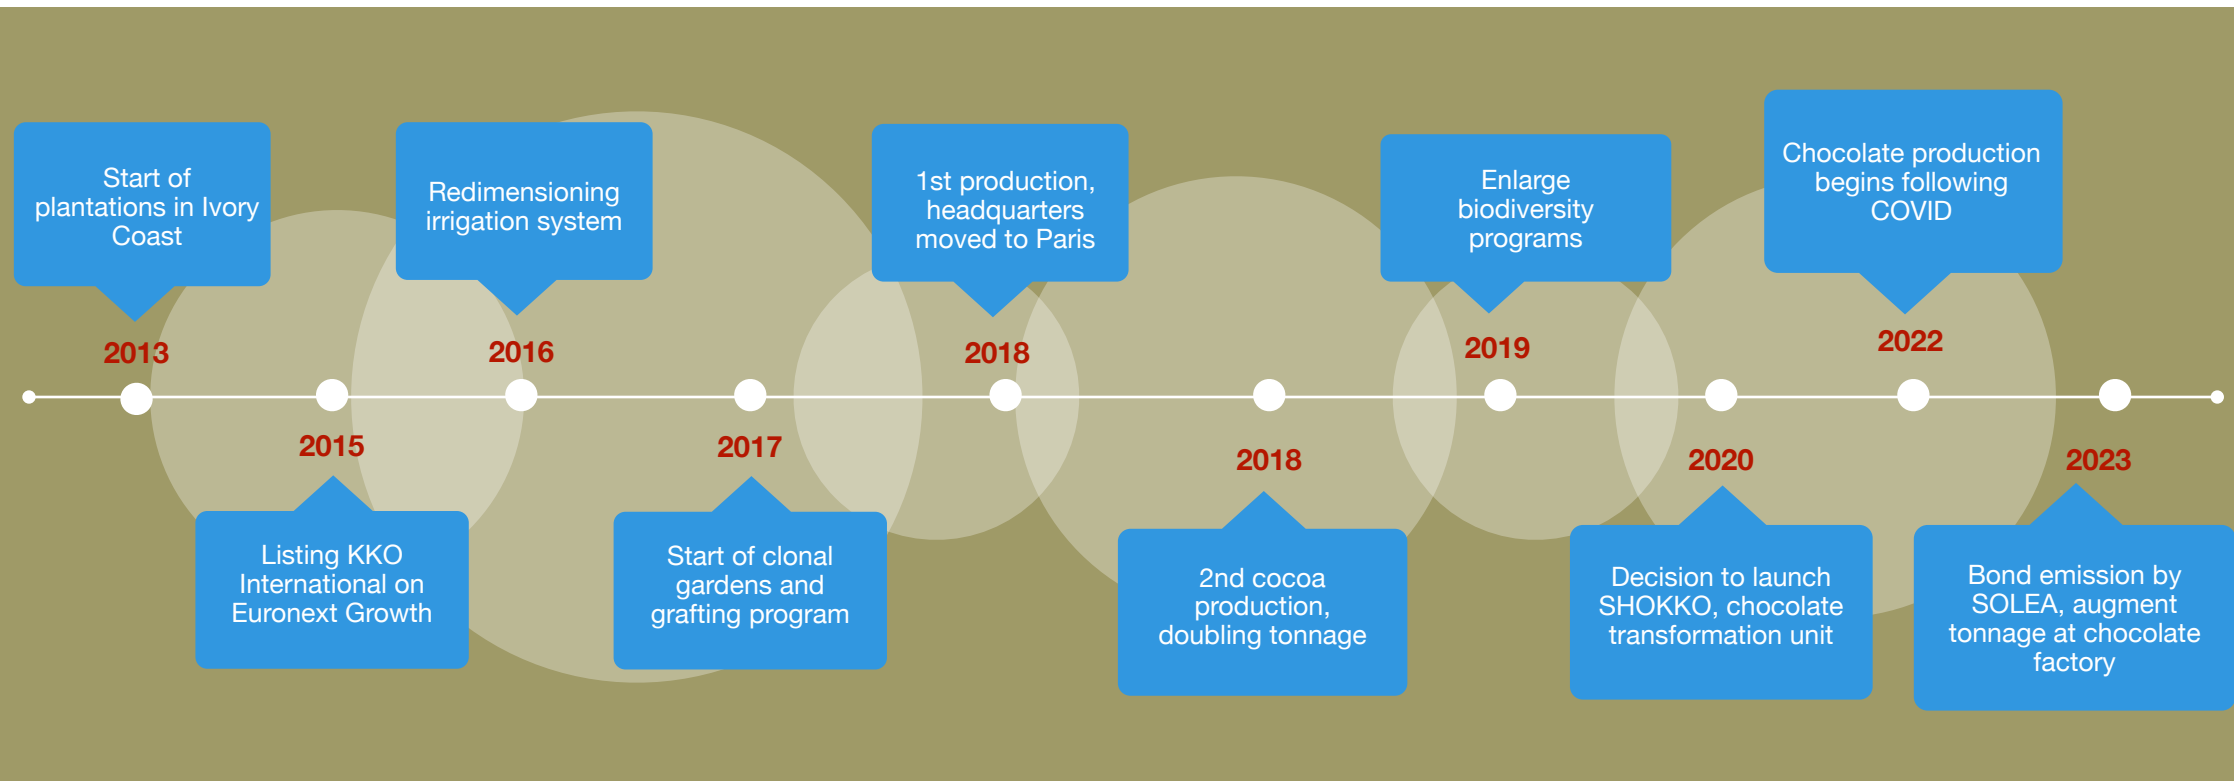 Start of
plantations in Ivory
Coast
2013
2015
Listing KKO
International on
Euronext Growth
Redimensioning
irrigation system
2016
2017
Start of clonal
gardens and
grafting program
1st production,
headquarters
moved to Paris
2018
2018
2nd cocoa
production,
doubling tonnage
Enlarge
biodiversity
programs
2019
2020
Decision to launch
SHOKKO, chocolate
transformation unit
Chocolate production
begins following
COVID
2022
2023
Bond emission by
SOLEA, augment
tonnage at chocolate
factory